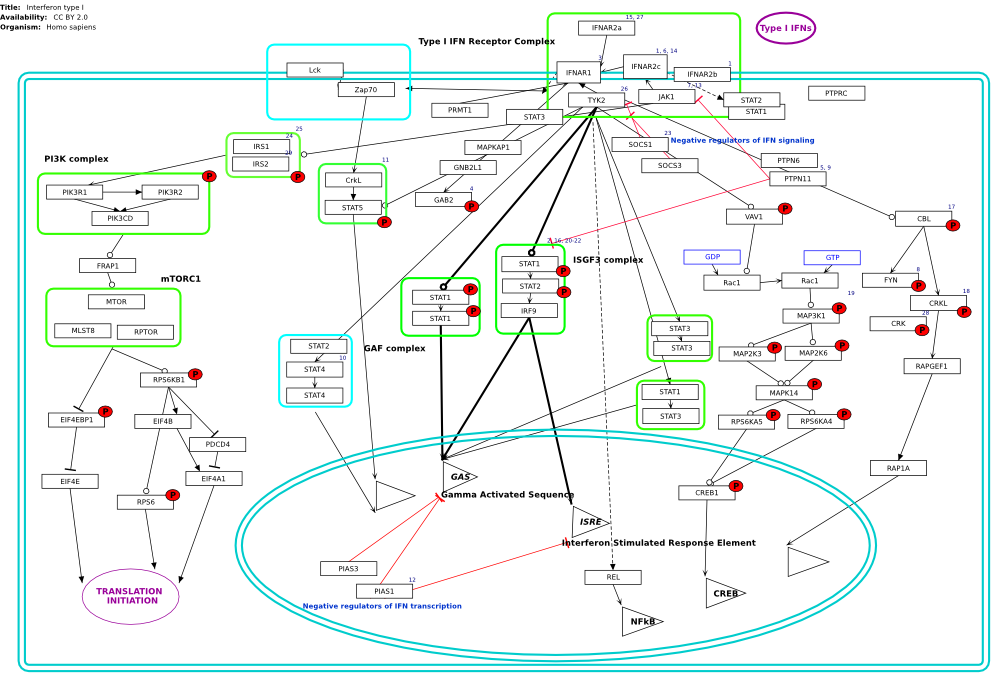 Title: Interferon type I
Availability: CC BY 2.0
Organism: Homo sapiens
15, 27
IFNAR2a
Type I IFNs
Type I IFN Receptor Complex
1, 6, 14
Lck
IFNAR1
IFNAR2c
IFNAR2b
1
Zap70
26
TYK2
JAK1
STAT2
STAT1
PTPRC
PRMT1
STAT3
23
SOCS1
Negative regulators of IFN signaling
25
24
IRS1
MAPKAP1
IRS2
PI3K complex
11
GNB2L1
SOCS3
PTPN6
5, 9
PTPN11
P
P
CrkL
PIK3R1
PIK3R2
4
GAB2
P
STAT5
P
PIK3CD
VAV1
P
17
CBL
P
2, 16, 20-22
FRAP1
mTORC1
STAT1
P
ISGF3 complex
GDP
GTP
STAT2
P
Rac1
Rac1
8
FYN
P
MTOR
STAT1
P
STAT1
P
IRF9
19
18
CRKL
P
MAP3K1
28
CRK
P
MLST8
RPTOR
STAT3
STAT3
STAT2
GAF complex
10
STAT4
STAT4
MAP2K3
P
MAP2K6
P
RAPGEF1
RPS6KB1
P
MAPK14
P
STAT1
STAT3
EIF4EBP1
P
EIF4B
RPS6KA5
P
RPS6KA4
P
PDCD4
RAP1A
EIF4E
EIF4A1
GAS
Gamma Activated Sequence
RPS6
P
CREB1
P
ISRE
Interferon Stimulated Response Element
PIAS3
REL
12
PIAS1
TRANSLATION
INITIATION
CREB
Negative regulators of IFN transcription
NFkB